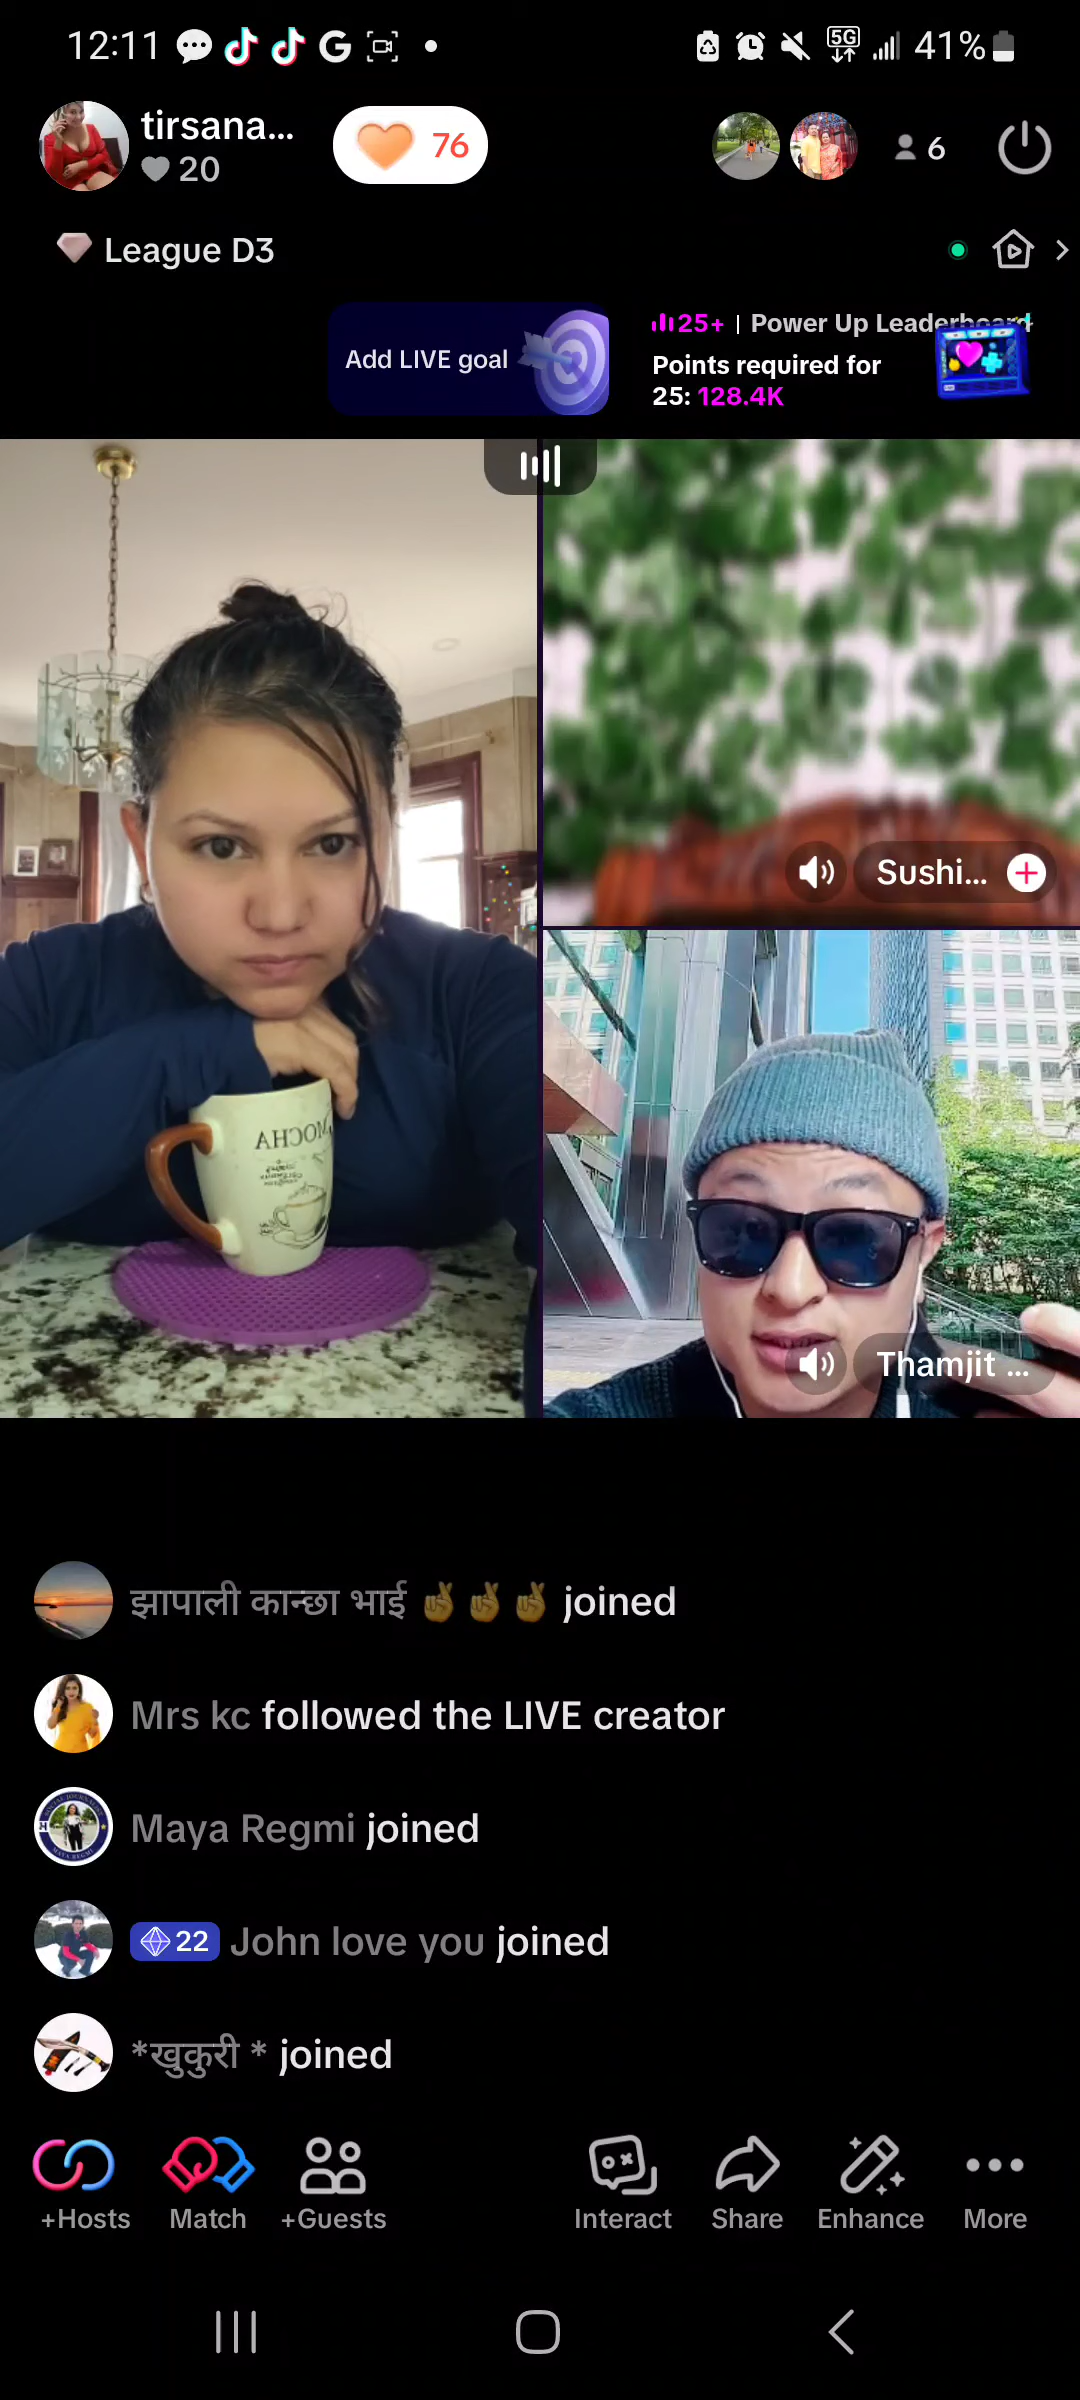 12:11
5G
41%
tirsana...
20
76
6
League D3
Add LIVE goal
25+ | Power Up Leaderboard
Points required for
25: 128.4K
MOCHA
Sushi...
Thamjit ...
झापाली कान्छा भाई 🤞🤞🤞 joined
Mrs kc followed the LIVE creator
Maya Regmi joined
22 John love you joined
*खुकुरी * joined
+Hosts
Match
+Guests
Interact
Share
Enhance
More